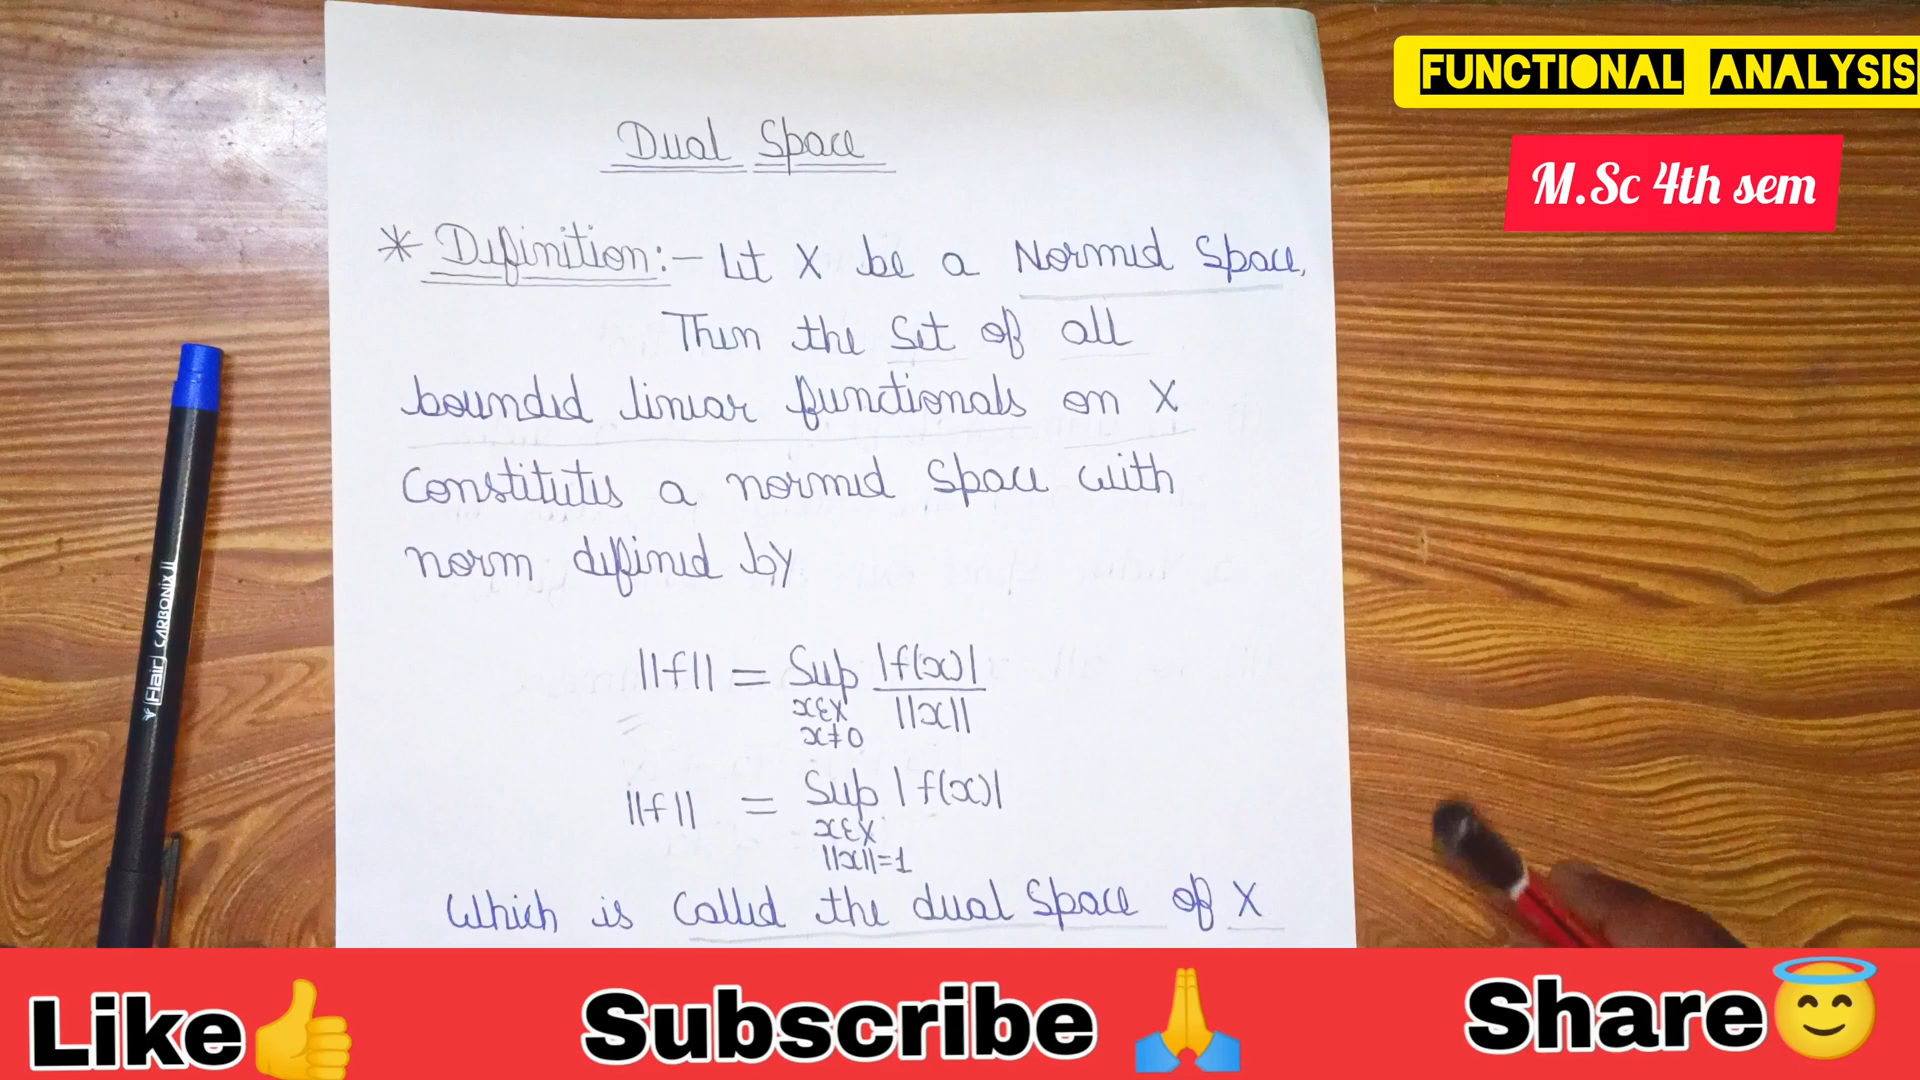 FUNCTIONAL ANALYSIS
M.Sc 4th sem
Dual Space
* Definition:- Let X be a Normed Space,
Then the Set of all
bounded linear functionals on X
Constitutes a normed Space with
norm defined by
||f|| = Sup |f(x)| / ||x||
x∈X
x≠0
||f|| = Sup |f(x)|
x∈X
||x||=1
Which is Called the dual Space of X
Flair CARBONIX
Like👍 Subscribe🙏 Share😇